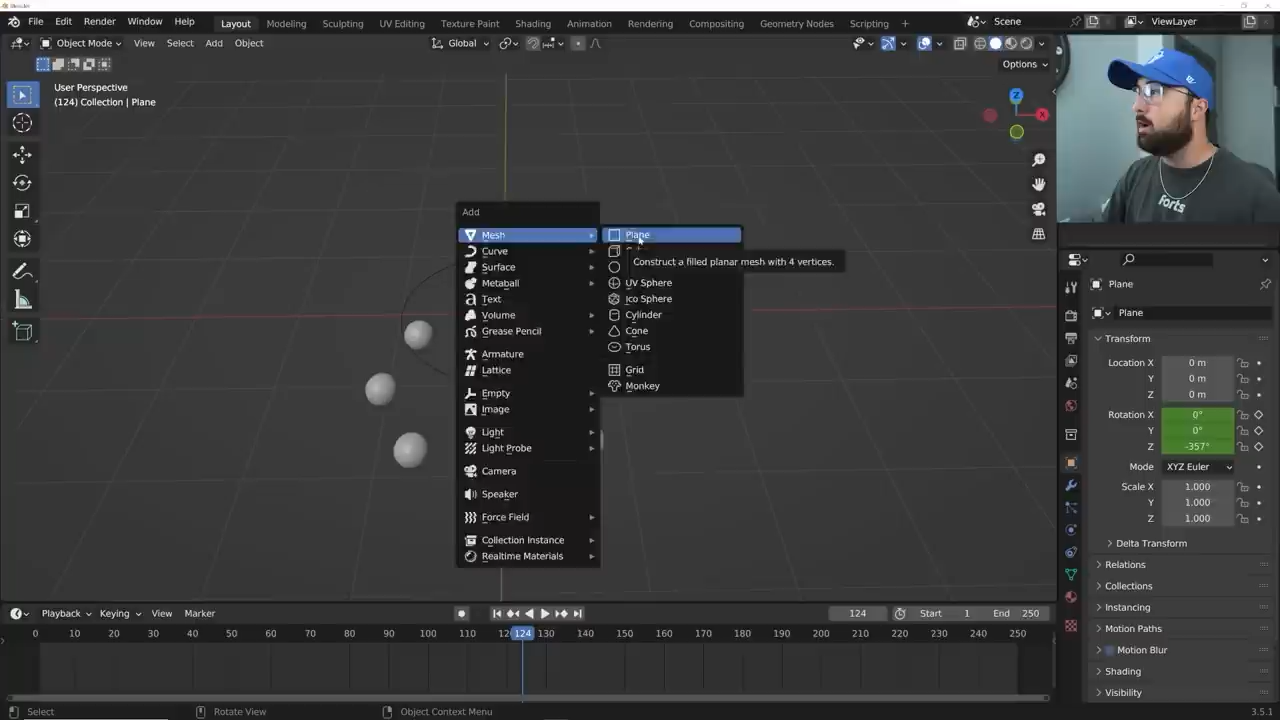 File Edit Render Window Help Layout Modeling Sculpting UV Editing Texture Paint Shading Animation Rendering Compositing Geometry Nodes Scripting + Scene ViewLayer
Object Mode View Select Add Object Global
Options
User Perspective
(124) Collection | Plane
Z
X
Add
Mesh
Curve
Surface
Metaball
Text
Volume
Grease Pencil
Armature
Lattice
Empty
Image
Light
Light Probe
Camera
Speaker
Force Field
Collection Instance
Realtime Materials
Plane
Construct a filled planar mesh with 4 vertices.
UV Sphere
Ico Sphere
Cylinder
Cone
Torus
Grid
Monkey
forts
Plane
Plane
Transform
Location X 0 m
Y 0 m
Z 0 m
Rotation X 0°
Y 0°
Z -357°
Mode XYZ Euler
Scale X 1.000
Y 1.000
Z 1.000
Delta Transform
Relations
Collections
Instancing
Motion Paths
Motion Blur
Shading
Visibility
Playback Keying View Marker 124 Start 1 End 250
0 10 20 30 40 50 60 70 80 90 100 110 124 130 140 150 160 170 180 190 200 210 220 230 240 250
Select Rotate View Object Context Menu 3.5.1